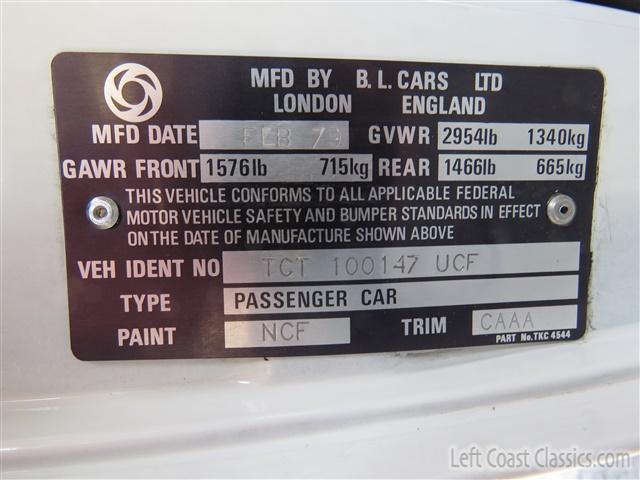 MFD BY B.L.CARS LTD
LONDON ENGLAND
MFD DATE FEB 79 GVWR 2954lb 1340kg
GAWR FRONT 1576lb 715kg REAR 1466lb 665kg
THIS VEHICLE CONFORMS TO ALL APPLICABLE FEDERAL
MOTOR VEHICLE SAFETY AND BUMPER STANDARDS IN EFFECT
ON THE DATE OF MANUFACTURE SHOWN ABOVE
VEH IDENT NO TCT 100147 UCF
TYPE PASSENGER CAR
PAINT NCF TRIM CAAA
PART No.TKC 4544
Left Coast Classics.com